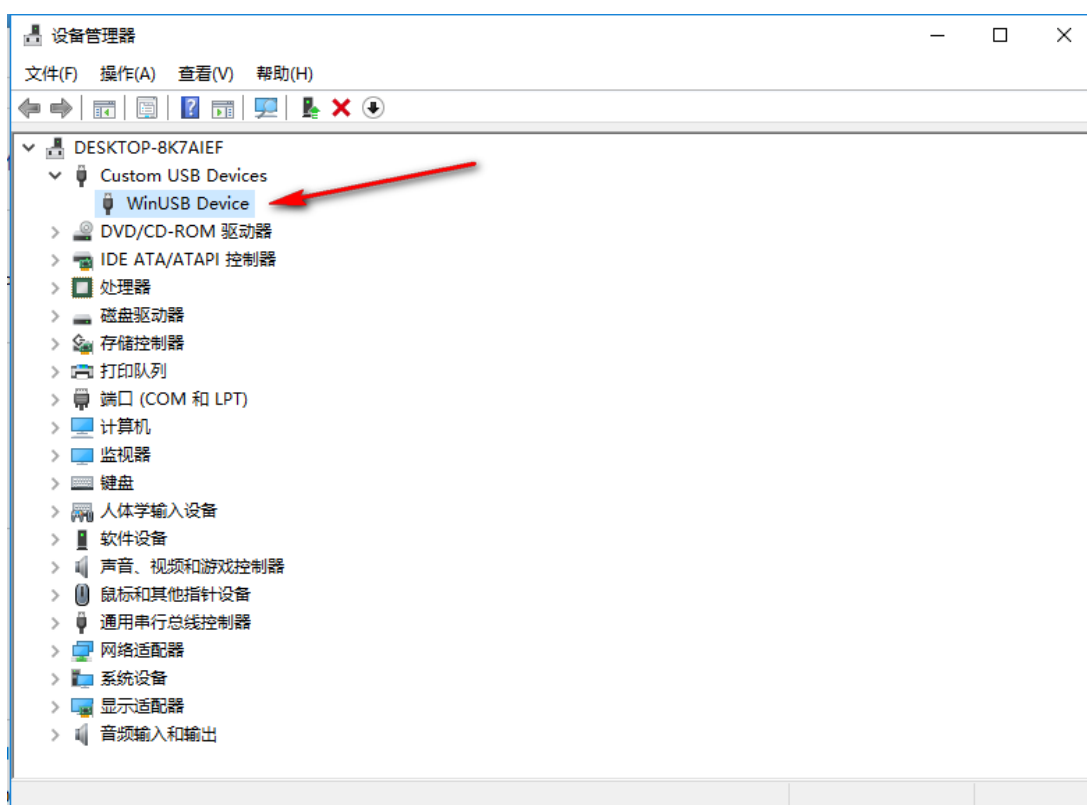 设备管理器
文件(F) 操作(A) 查看(V) 帮助(H)
DESKTOP-8K7AIEF
Custom USB Devices
WinUSB Device
DVD/CD-ROM 驱动器
IDE ATA/ATAPI 控制器
处理器
磁盘驱动器
存储控制器
打印队列
端口 (COM 和 LPT)
计算机
监视器
键盘
人体学输入设备
软件设备
声音、视频和游戏控制器
鼠标和其他指针设备
通用串行总线控制器
网络适配器
系统设备
显示适配器
音频输入和输出